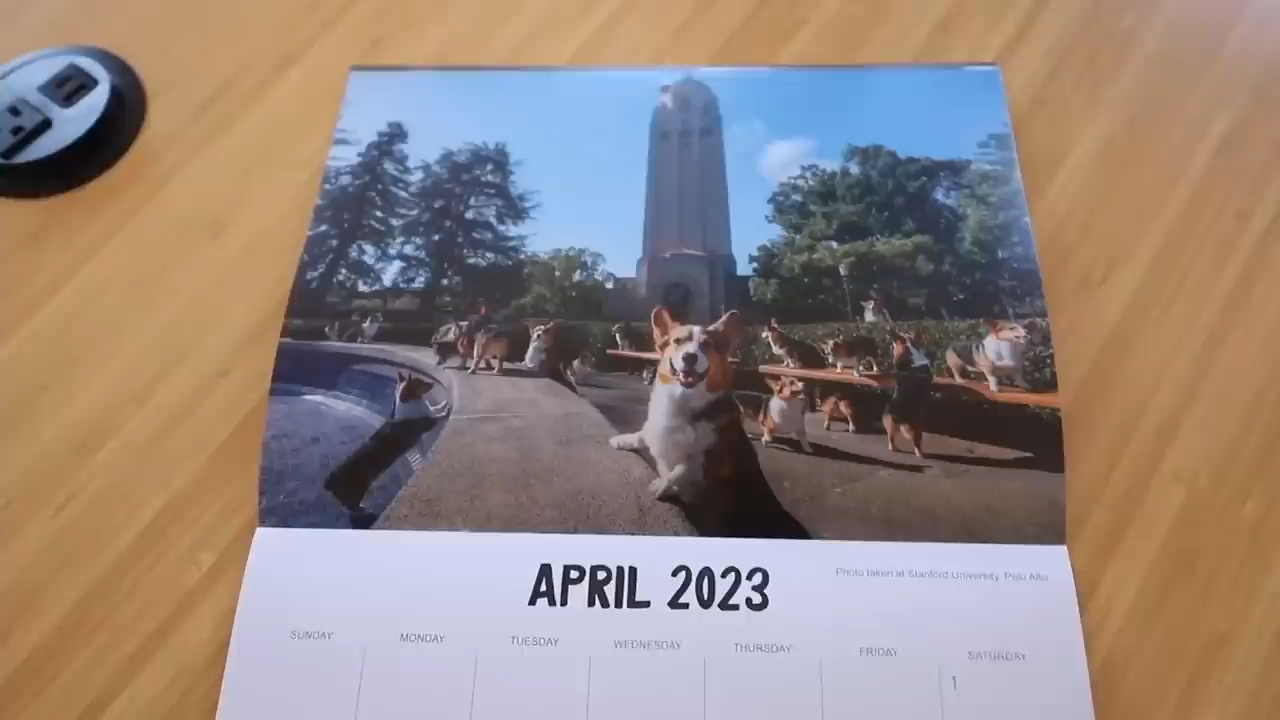 APRIL 2023
Photo taken at Stanford University, Palo Alto
SUNDAY MONDAY TUESDAY WEDNESDAY THURSDAY FRIDAY SATURDAY
1